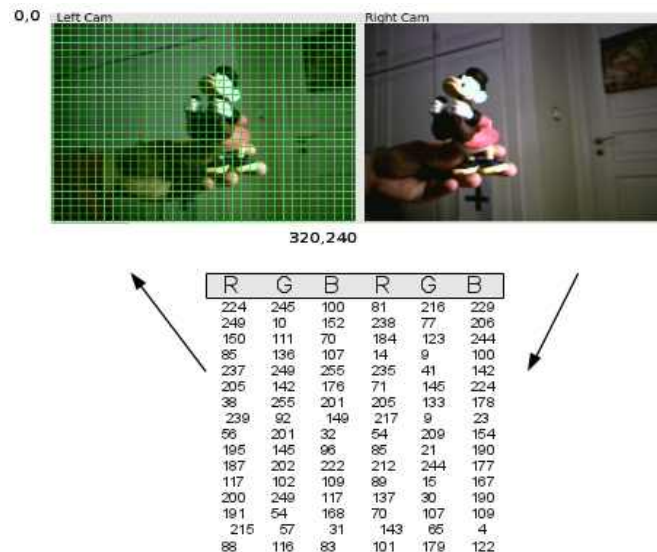 0,0 Left Cam Right Cam
320,240
R G B R G B
224 245 100 81 216 229
249 10 152 238 77 206
150 111 70 184 123 244
85 136 107 14 9 100
237 249 255 235 41 142
205 142 176 71 145 224
38 255 201 205 133 178
239 92 149 217 9 23
56 201 32 54 209 154
195 145 96 85 21 190
187 202 222 212 244 177
117 102 109 89 15 167
200 249 117 137 30 190
191 54 168 70 107 109
215 57 31 143 65 4
88 116 83 101 179 122